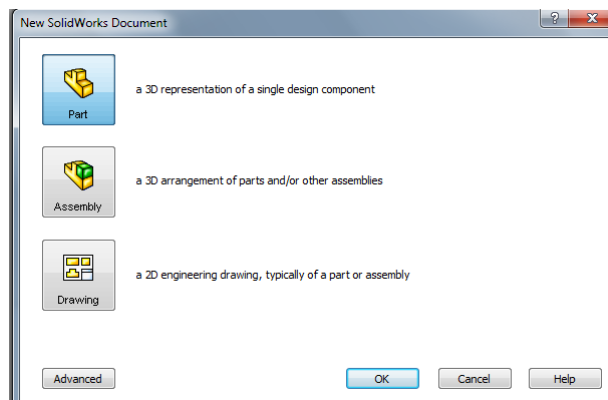 New SolidWorks Document
?
X
Part
a 3D representation of a single design component
Assembly
a 3D arrangement of parts and/or other assemblies
Drawing
a 2D engineering drawing, typically of a part or assembly
Advanced
OK
Cancel
Help